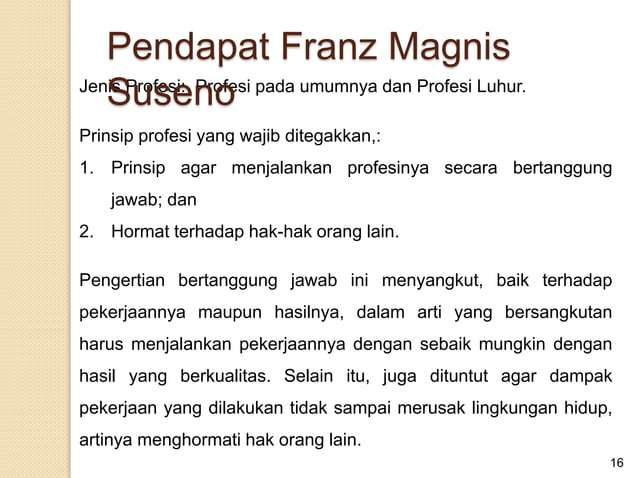 Pendapat Franz Magnis
Suseno
Jenis Profesi:. Profesi pada umumnya dan Profesi Luhur.
Prinsip profesi yang wajib ditegakkan,:
1. Prinsip agar menjalankan profesinya secara bertanggung
jawab; dan
2. Hormat terhadap hak-hak orang lain.
Pengertian bertanggung jawab ini menyangkut, baik terhadap
pekerjaannya maupun hasilnya, dalam arti yang bersangkutan
harus menjalankan pekerjaannya dengan sebaik mungkin dengan
hasil yang berkualitas. Selain itu, juga dituntut agar dampak
pekerjaan yang dilakukan tidak sampai merusak lingkungan hidup,
artinya menghormati hak orang lain.
16